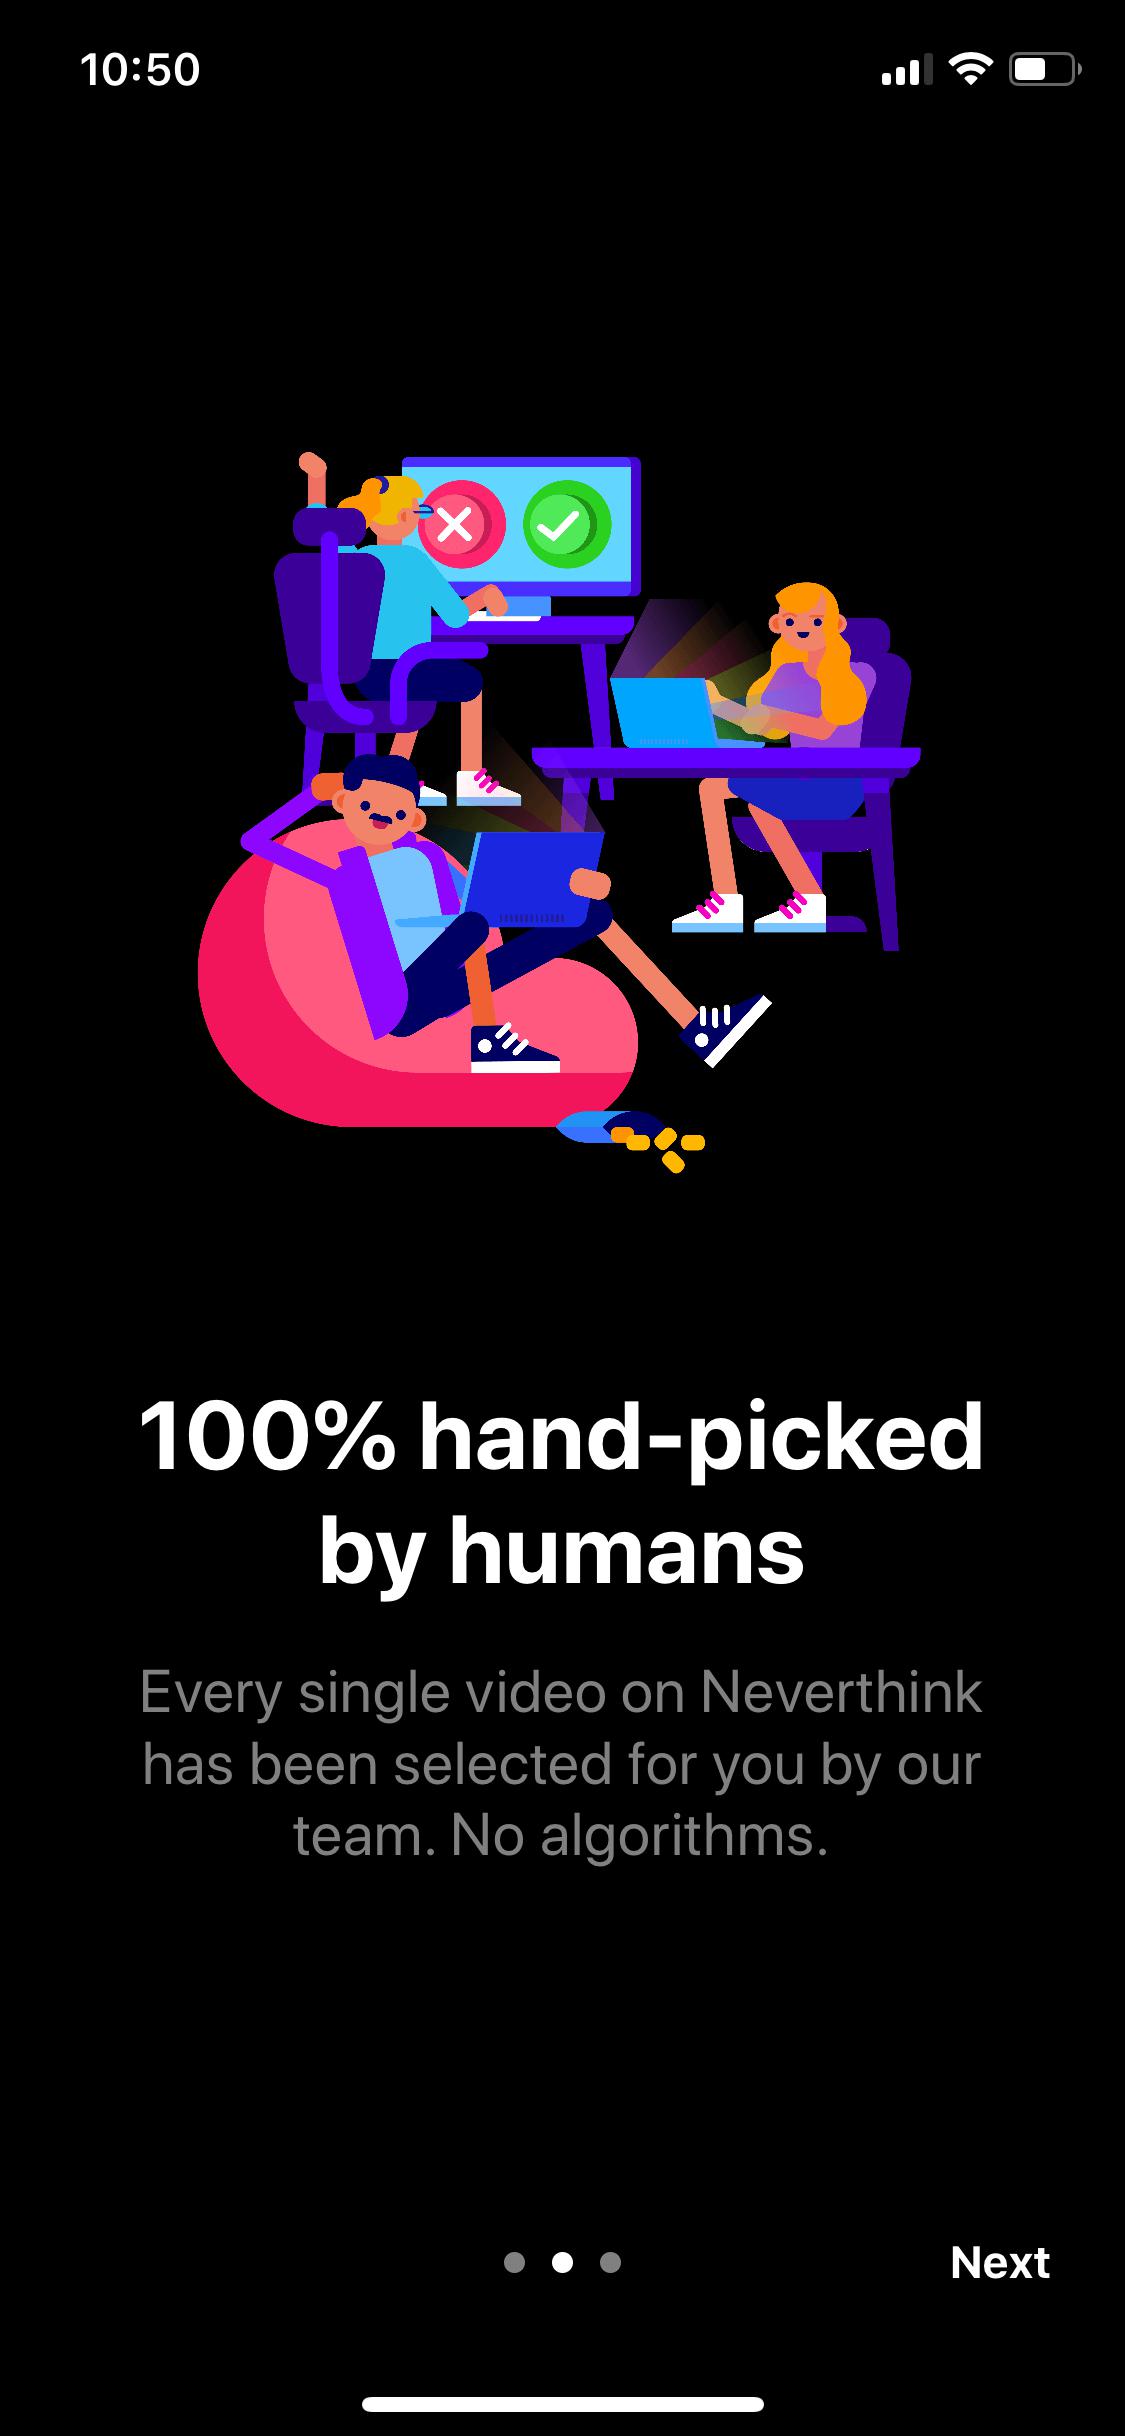 10:50
100% hand-picked
by humans
Every single video on Neverthink
has been selected for you by our
team. No algorithms.
Next